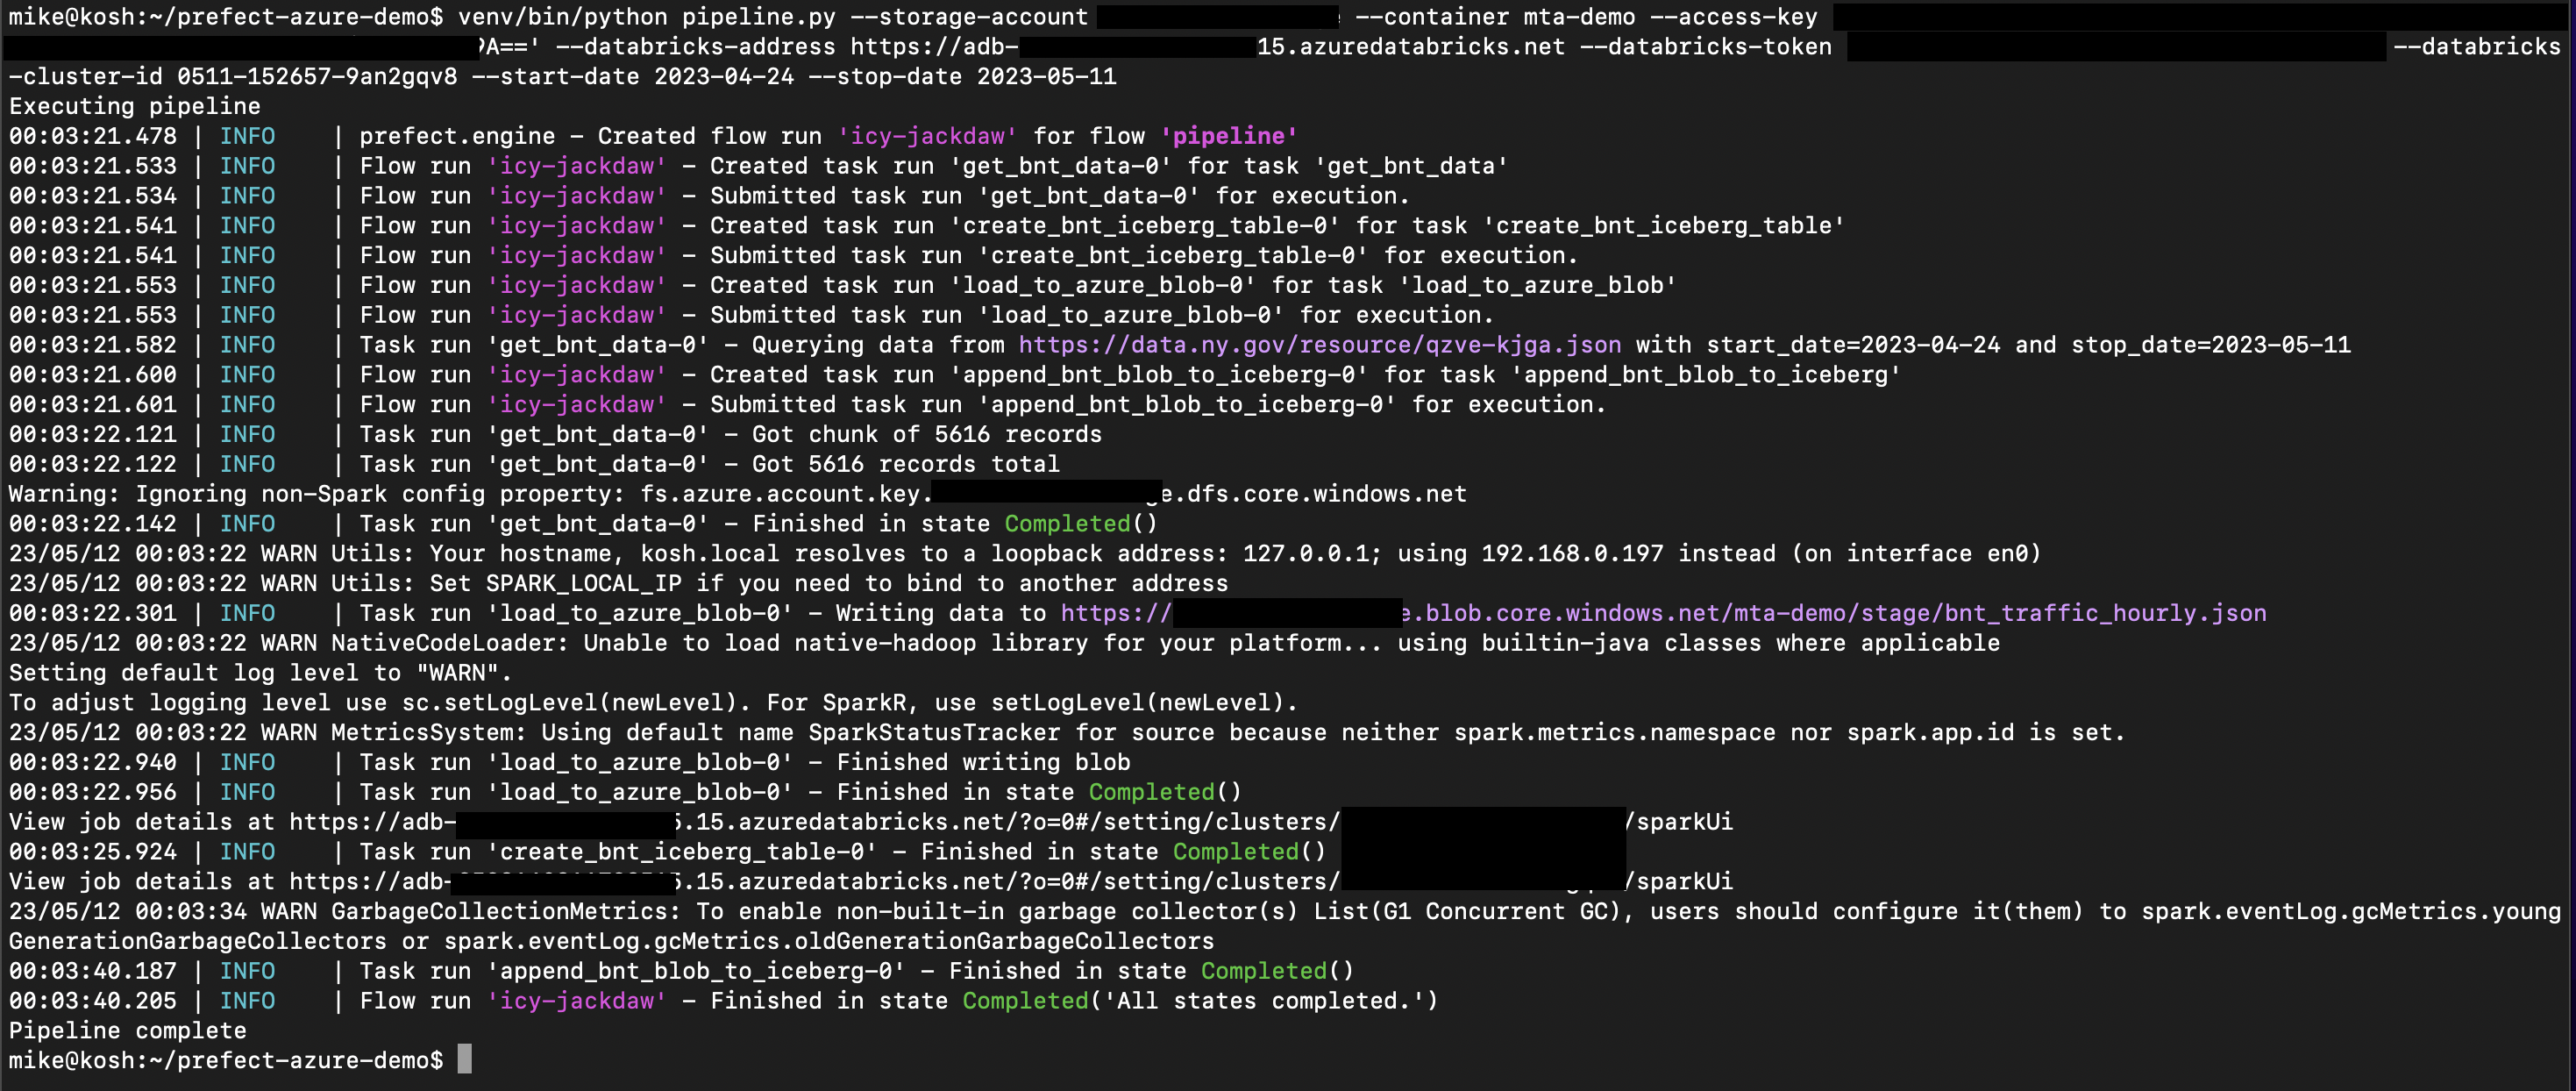 mike@kosh:~/prefect-azure-demo$ venv/bin/python pipeline.py --storage-account --container mta-demo --access-key
9A==' --databricks-address https://adb- 15.azuredatabricks.net --databricks-token --databricks
-cluster-id 0511-152657-9an2gqv8 --start-date 2023-04-24 --stop-date 2023-05-11
Executing pipeline
00:03:21.478 | INFO    | prefect.engine - Created flow run 'icy-jackdaw' for flow 'pipeline'
00:03:21.533 | INFO    | Flow run 'icy-jackdaw' - Created task run 'get_bnt_data-0' for task 'get_bnt_data'
00:03:21.534 | INFO    | Flow run 'icy-jackdaw' - Submitted task run 'get_bnt_data-0' for execution.
00:03:21.541 | INFO    | Flow run 'icy-jackdaw' - Created task run 'create_bnt_iceberg_table-0' for task 'create_bnt_iceberg_table'
00:03:21.541 | INFO    | Flow run 'icy-jackdaw' - Submitted task run 'create_bnt_iceberg_table-0' for execution.
00:03:21.553 | INFO    | Flow run 'icy-jackdaw' - Created task run 'load_to_azure_blob-0' for task 'load_to_azure_blob'
00:03:21.553 | INFO    | Flow run 'icy-jackdaw' - Submitted task run 'load_to_azure_blob-0' for execution.
00:03:21.582 | INFO    | Task run 'get_bnt_data-0' - Querying data from https://data.ny.gov/resource/qzve-kjga.json with start_date=2023-04-24 and stop_date=2023-05-11
00:03:21.600 | INFO    | Flow run 'icy-jackdaw' - Created task run 'append_bnt_blob_to_iceberg-0' for task 'append_bnt_blob_to_iceberg'
00:03:21.601 | INFO    | Flow run 'icy-jackdaw' - Submitted task run 'append_bnt_blob_to_iceberg-0' for execution.
00:03:22.121 | INFO    | Task run 'get_bnt_data-0' - Got chunk of 5616 records
00:03:22.122 | INFO    | Task run 'get_bnt_data-0' - Got 5616 records total
Warning: Ignoring non-Spark config property: fs.azure.account.key. e.dfs.core.windows.net
00:03:22.142 | INFO    | Task run 'get_bnt_data-0' - Finished in state Completed()
23/05/12 00:03:22 WARN Utils: Your hostname, kosh.local resolves to a loopback address: 127.0.0.1; using 192.168.0.197 instead (on interface en0)
23/05/12 00:03:22 WARN Utils: Set SPARK_LOCAL_IP if you need to bind to another address
00:03:22.301 | INFO    | Task run 'load_to_azure_blob-0' - Writing data to https:// e.blob.core.windows.net/mta-demo/stage/bnt_traffic_hourly.json
23/05/12 00:03:22 WARN NativeCodeLoader: Unable to load native-hadoop library for your platform... using builtin-java classes where applicable
Setting default log level to "WARN".
To adjust logging level use sc.setLogLevel(newLevel). For SparkR, use setLogLevel(newLevel).
23/05/12 00:03:22 WARN MetricsSystem: Using default name SparkStatusTracker for source because neither spark.metrics.namespace nor spark.app.id is set.
00:03:22.940 | INFO    | Task run 'load_to_azure_blob-0' - Finished writing blob
00:03:22.956 | INFO    | Task run 'load_to_azure_blob-0' - Finished in state Completed()
View job details at https://adb- 5.15.azuredatabricks.net/?o=0#/setting/clusters/ /sparkUi
00:03:25.924 | INFO    | Task run 'create_bnt_iceberg_table-0' - Finished in state Completed()
View job details at https://adb- 5.15.azuredatabricks.net/?o=0#/setting/clusters/ /sparkUi
23/05/12 00:03:34 WARN GarbageCollectionMetrics: To enable non-built-in garbage collector(s) List(G1 Concurrent GC), users should configure it(them) to spark.eventLog.gcMetrics.young
GenerationGarbageCollectors or spark.eventLog.gcMetrics.oldGenerationGarbageCollectors
00:03:40.187 | INFO    | Task run 'append_bnt_blob_to_iceberg-0' - Finished in state Completed()
00:03:40.205 | INFO    | Flow run 'icy-jackdaw' - Finished in state Completed('All states completed.')
Pipeline complete
mike@kosh:~/prefect-azure-demo$